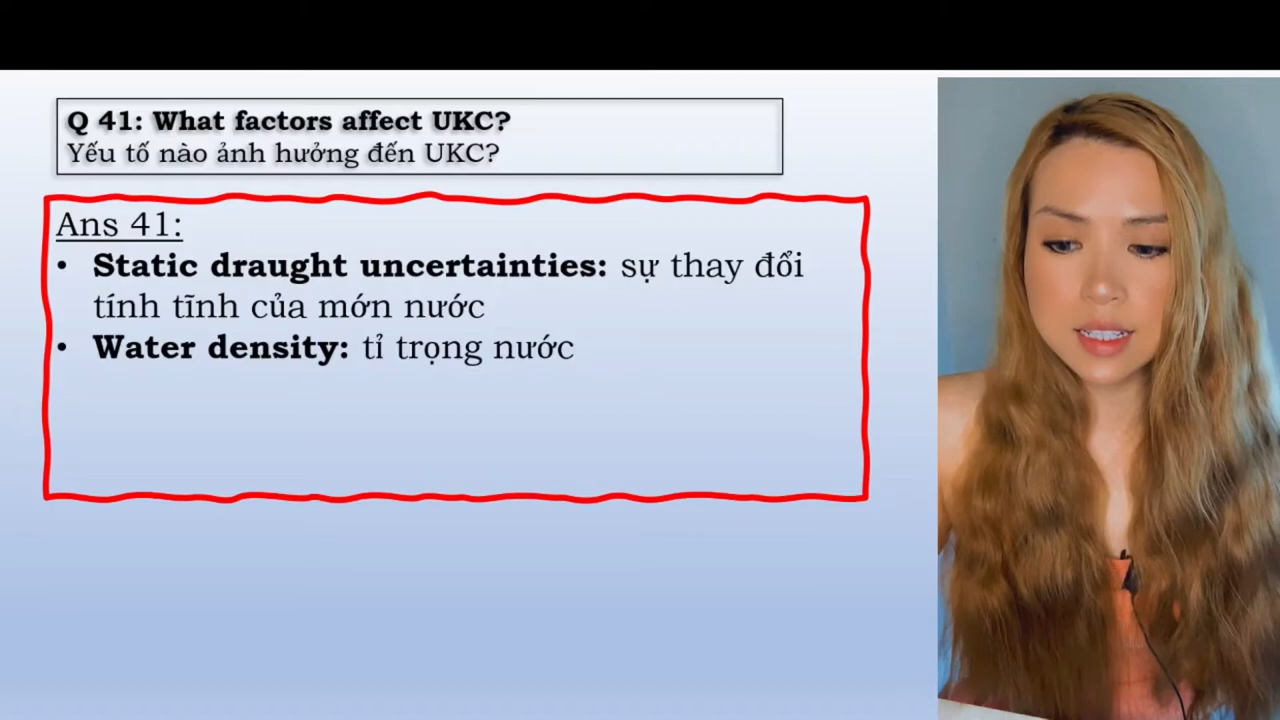 Q 41: What factors affect UKC?
Yếu tố nào ảnh hưởng đến UKC?
Ans 41:
• Static draught uncertainties: sự thay đổi
tính tĩnh của mớn nước
• Water density: tỉ trọng nước